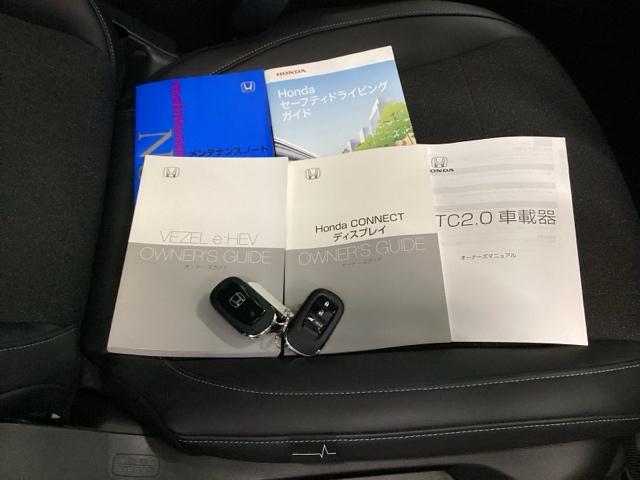 maintenance
メンテナンスノート
HONDA
Honda
セーフティドライビング
ガイド
VEZEL e:HEV
OWNER'S GUIDE
オーナーズガイド
Honda CONNECT
ディスプレイ
OWNER'S GUIDE
オーナーズガイド
HONDA
TC2.0 車載器
オーナーズマニュアル